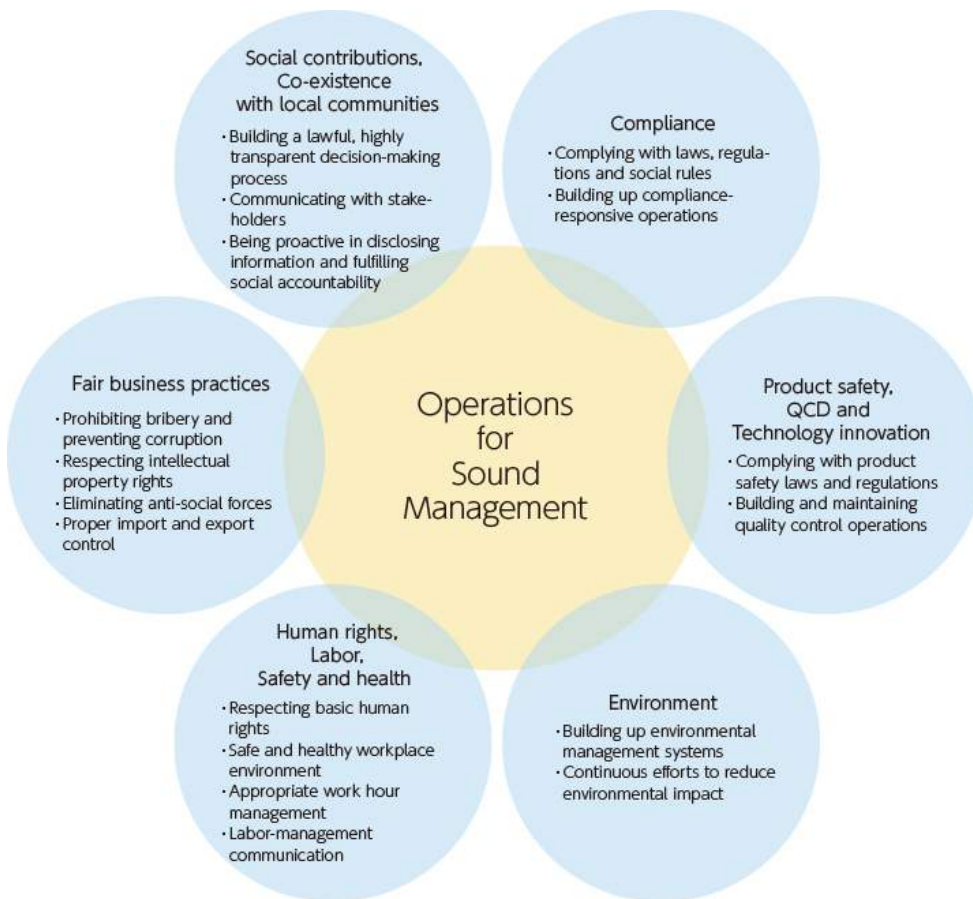 Social contributions,
Co-existence
with local communities
・Building a lawful, highly
transparent decision-making
process
・Communicating with stake-
holders
・Being proactive in disclosing
information and fulfilling
social accountability
Compliance
・Complying with laws, regula-
tions and social rules
・Building up compliance-
responsive operations
Fair business practices
・Prohibiting bribery and
preventing corruption
・Respecting intellectual
property rights
・Eliminating anti-social forces
・Proper import and export
control
Operations
for
Sound
Management
Product safety,
QCD and
Technology innovation
・Complying with product
safety laws and regulations
・Building and maintaining
quality control operations
Human rights,
Labor,
Safety and health
・Respecting basic human
rights
・Safe and healthy workplace
environment
・Appropriate work hour
management
・Labor-management
communication
Environment
・Building up environmental
management systems
・Continuous efforts to reduce
environmental impact